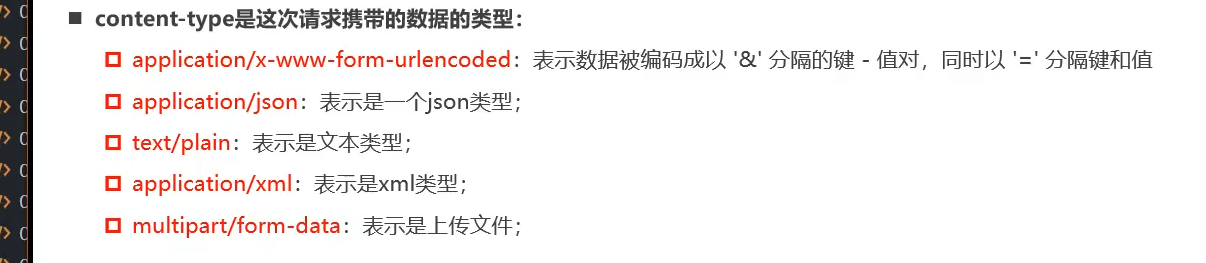 content-type是这次请求携带的数据的类型：
application/x-www-form-urlencoded：表示数据被编码成以 '&' 分隔的键 - 值对，同时以 '=' 分隔键和值
application/json：表示是一个json类型；
text/plain：表示是文本类型；
application/xml：表示是xml类型；
multipart/form-data：表示是上传文件；